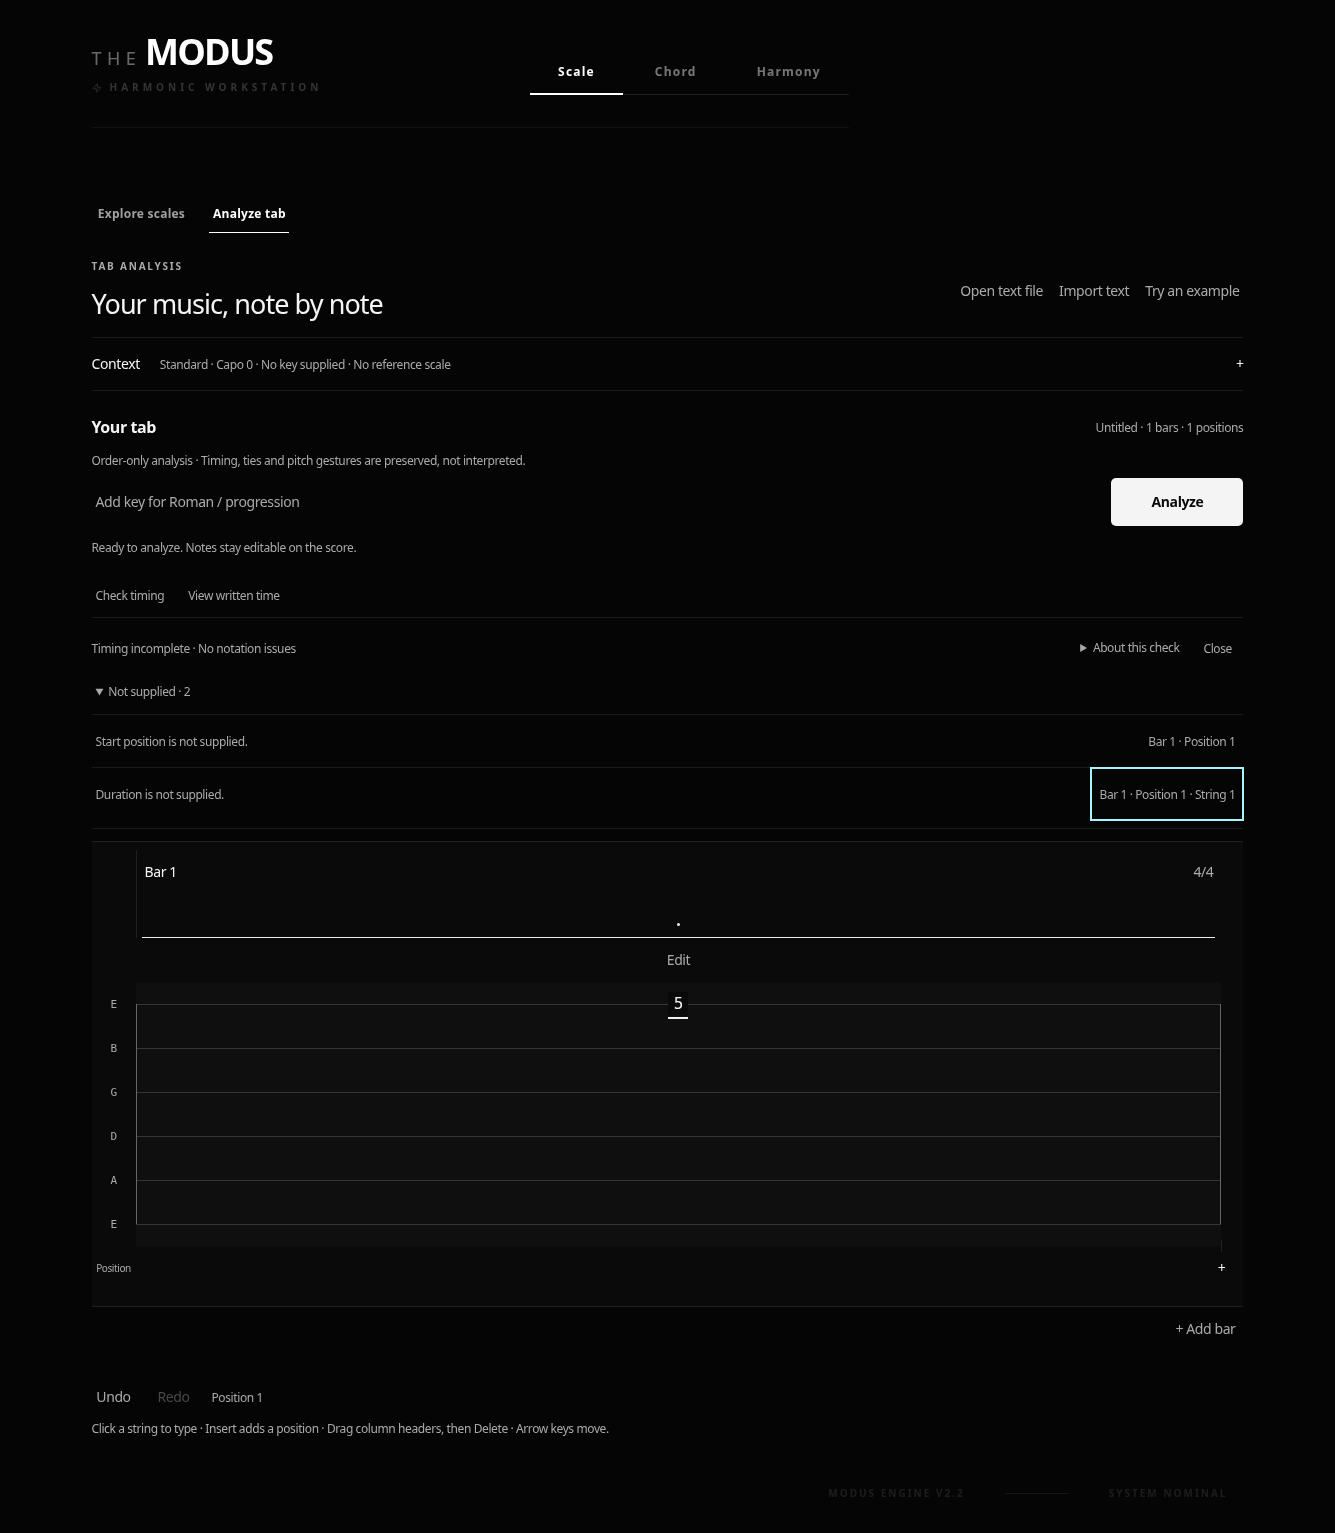 THE MODUS
HARMONIC WORKSTATION
Scale Chord Harmony
Explore scales Analyze tab
TAB ANALYSIS
Your music, note by note
Open text file Import text Try an example
Context Standard · Capo 0 · No key supplied · No reference scale +
Your tab Untitled · 1 bars · 1 positions
Order-only analysis · Timing, ties and pitch gestures are preserved, not interpreted.
Add key for Roman / progression Analyze
Ready to analyze. Notes stay editable on the score.
Check timing View written time
Timing incomplete · No notation issues ▶ About this check Close
▼ Not supplied · 2
Start position is not supplied. Bar 1 · Position 1
Duration is not supplied. Bar 1 · Position 1 · String 1
Bar 1 4/4
·
Edit
E 5
B
G
D
A
E
Position +
+ Add bar
Undo Redo Position 1
Click a string to type · Insert adds a position · Drag column headers, then Delete · Arrow keys move.
MODUS ENGINE V2.2 SYSTEM NOMINAL